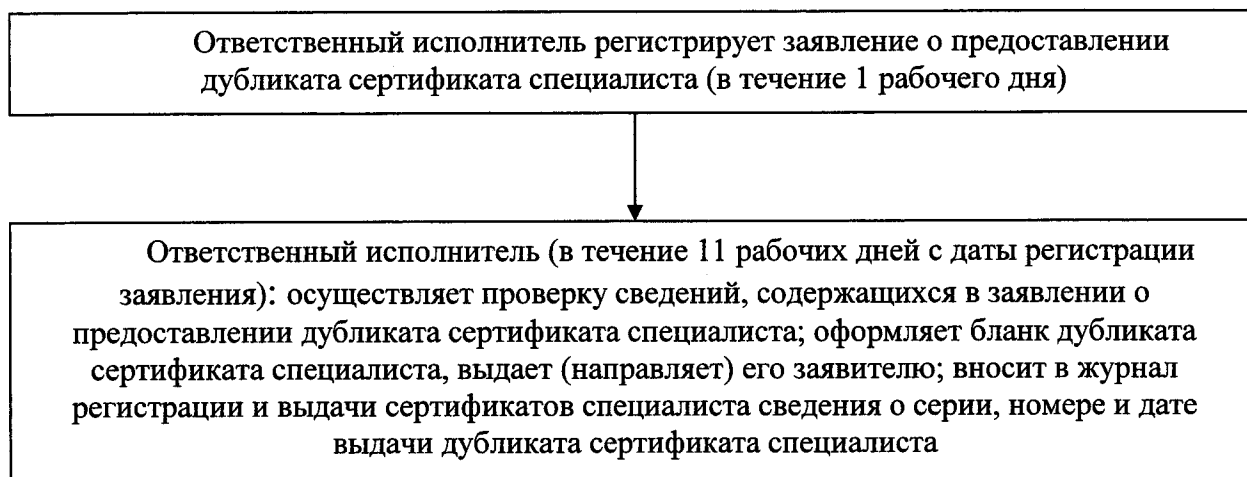 Ответственный исполнитель регистрирует заявление о предоставлении
дубликата сертификата специалиста (в течение 1 рабочего дня)
Ответственный исполнитель (в течение 11 рабочих дней с даты регистрации
заявления): осуществляет проверку сведений, содержащихся в заявлении о
предоставлении дубликата сертификата специалиста; оформляет бланк дубликата
сертификата специалиста, выдает (направляет) его заявителю; вносит в журнал
регистрации и выдачи сертификатов специалиста сведения о серии, номере и дате
выдачи дубликата сертификата специалиста